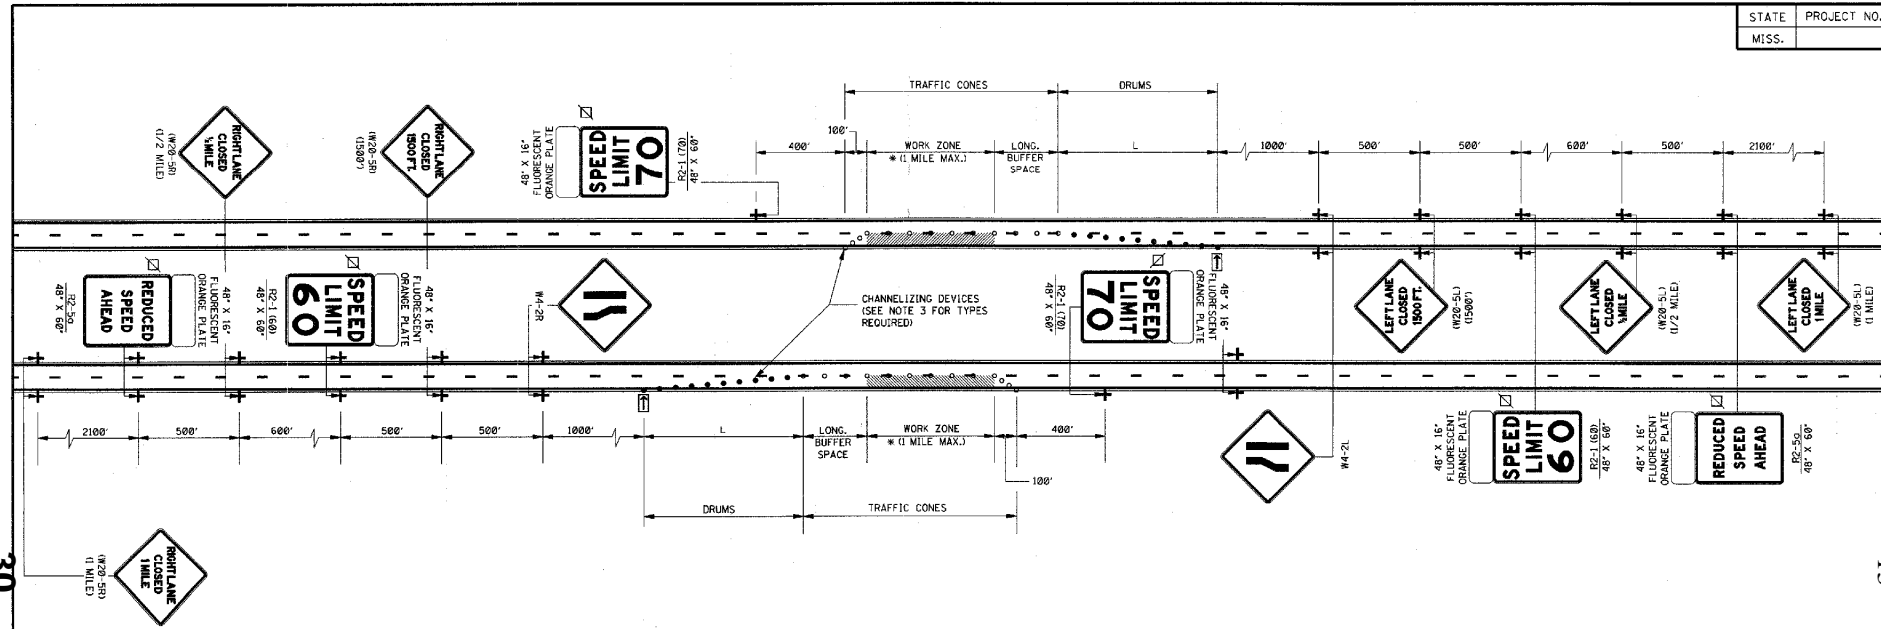 STATE PROJECT NO.
MISS.
TRAFFIC CONES
DRUMS
400'
100'
WORK ZONE
* (1 MILE MAX.)
LONG.
BUFFER
SPACE
L
1000'
500'
500'
600'
500'
2100'
RIGHT LANE
CLOSED
½ MILE
(W20-5R)
(1/2 MILE)
RIGHT LANE
CLOSED
1500 FT.
(W20-5R)
(1500')
48" X 16"
FLUORESCENT
ORANGE PLATE
SPEED
LIMIT
70
R2-1 (70)
48" X 60"
R2-5a
48" X 60"
REDUCED
SPEED
AHEAD
48" X 16"
FLUORESCENT
ORANGE PLATE
R2-1 (60)
48" X 60"
SPEED
LIMIT
60
48" X 16"
FLUORESCENT
ORANGE PLATE
W4-2R
CHANNELIZING DEVICES
(SEE NOTE 3 FOR TYPES
REQUIRED)
R2-1 (70)
48" X 60"
SPEED
LIMIT
70
48" X 16"
FLUORESCENT
ORANGE PLATE
LEFT LANE
CLOSED
1500 FT.
(W20-5L)
(1500')
LEFT LANE
CLOSED
½ MILE
(W20-5L)
(1/2 MILE)
LEFT LANE
CLOSED
1 MILE
(W20-5L)
(1 MILE)
2100'
500'
600'
500'
500'
1000'
L
LONG.
BUFFER
SPACE
WORK ZONE
* (1 MILE MAX.)
400'
100'
DRUMS
TRAFFIC CONES
W4-2L
48" X 16"
FLUORESCENT
ORANGE PLATE
SPEED
LIMIT
60
R2-1 (60)
48" X 60"
48" X 16"
FLUORESCENT
ORANGE PLATE
REDUCED
SPEED
AHEAD
R2-5a
48" X 60"
RIGHT LANE
CLOSED
1 MILE
(W20-5R)
(1 MILE)